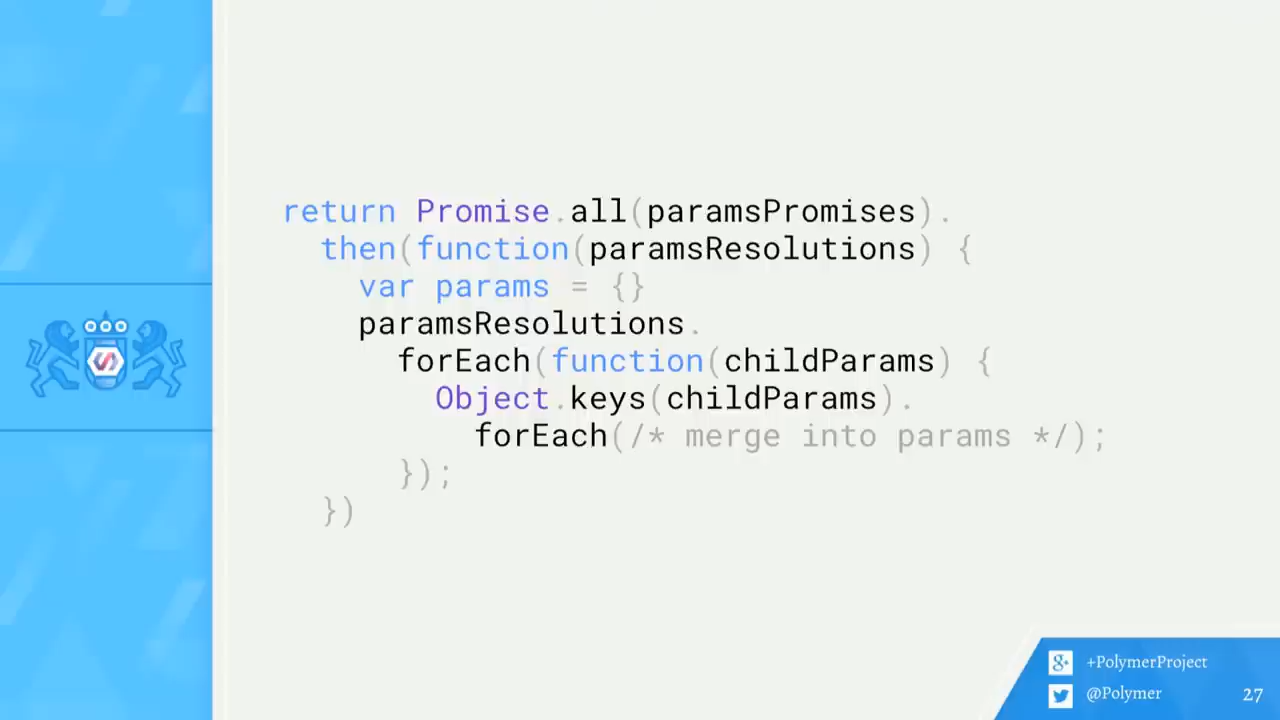 return Promise.all(paramsPromises).
then(function(paramsResolutions) {
var params = {}
paramsResolutions.
forEach(function(childParams) {
Object.keys(childParams).
forEach(/* merge into params */);
});
})
+PolymerProject
@Polymer
27